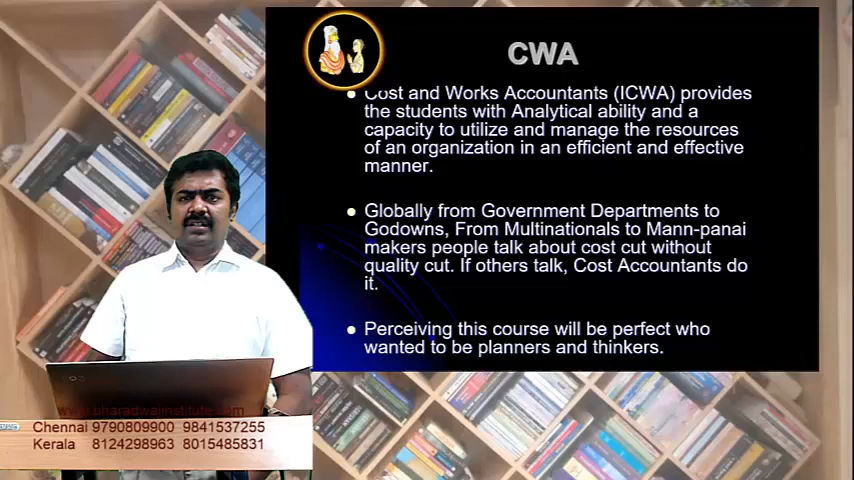 CWA
Cost and Works Accountants (ICWA) provides
the students with Analytical ability and a
capacity to utilize and manage the resources
of an organization in an efficient and effective
manner.
Globally from Government Departments to
Godowns, From Multinationals to Mann-panai
makers people talk about cost cut without
quality cut. If others talk, Cost Accountants do
it.
Perceiving this course will be perfect who
wanted to be planners and thinkers.
www.bharadwajinstitute.com
Chennai 9790809900 9841537255
Kerala 8124298963 8015485831